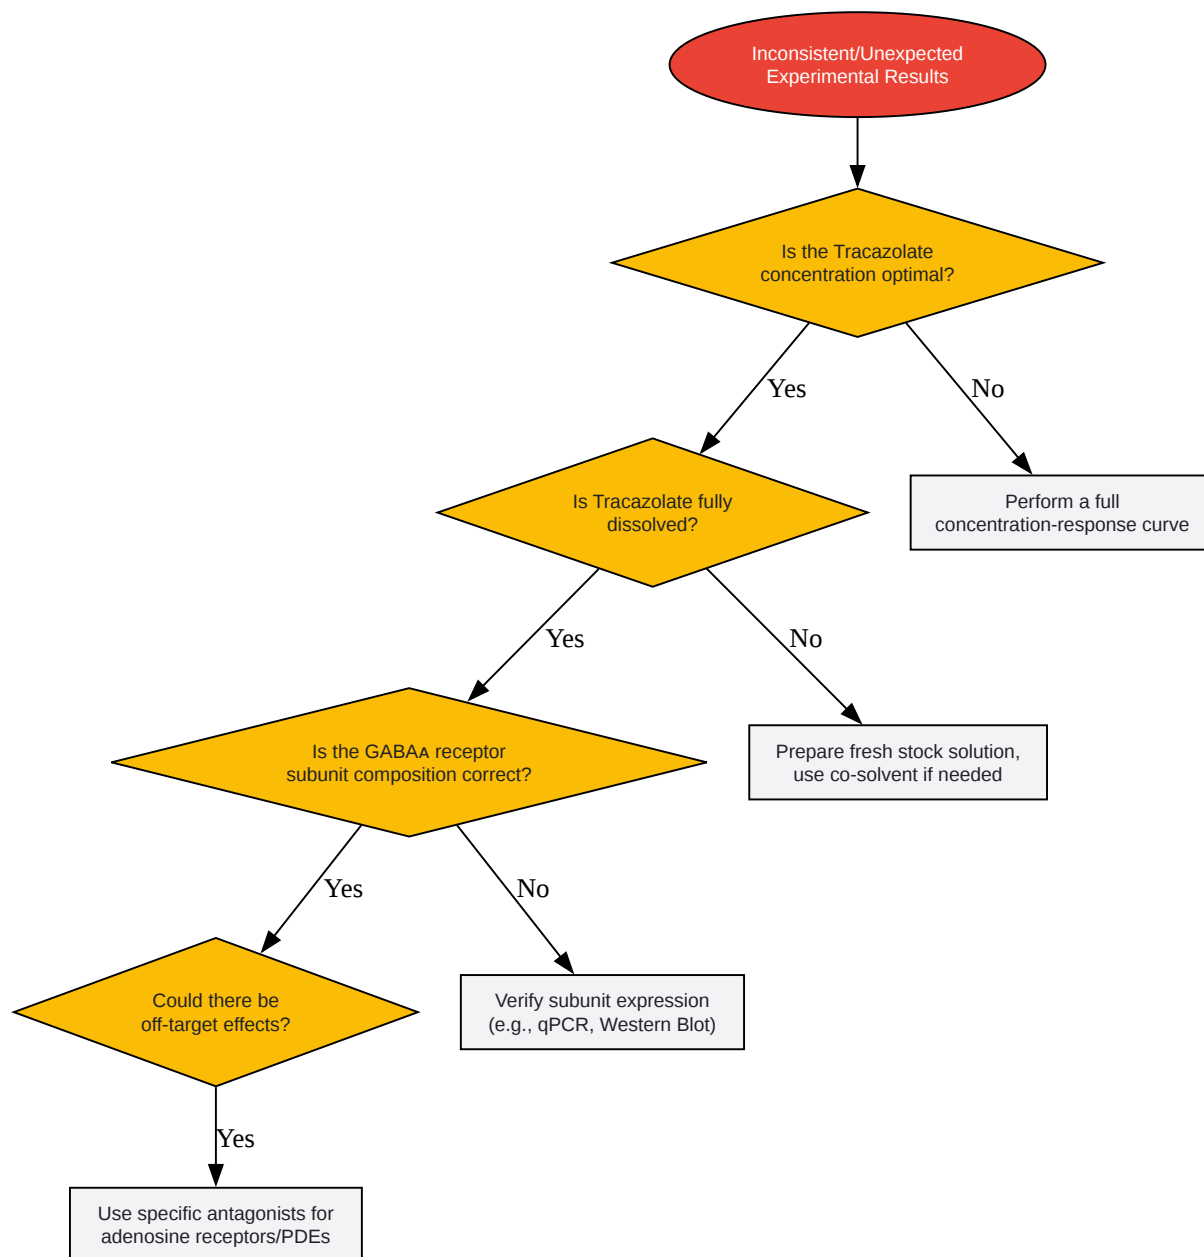 Inconsistent/Unexpected
Experimental Results
Is the Tracazolate
concentration optimal?
Yes
No
Is Tracazolate fully
dissolved?
Perform a full
concentration-response curve
Yes
No
Is the GABAᴀ receptor
subunit composition correct?
Prepare fresh stock solution,
use co-solvent if needed
Yes
No
Could there be
off-target effects?
Verify subunit expression
(e.g., qPCR, Western Blot)
Yes
Use specific antagonists for
adenosine receptors/PDEs